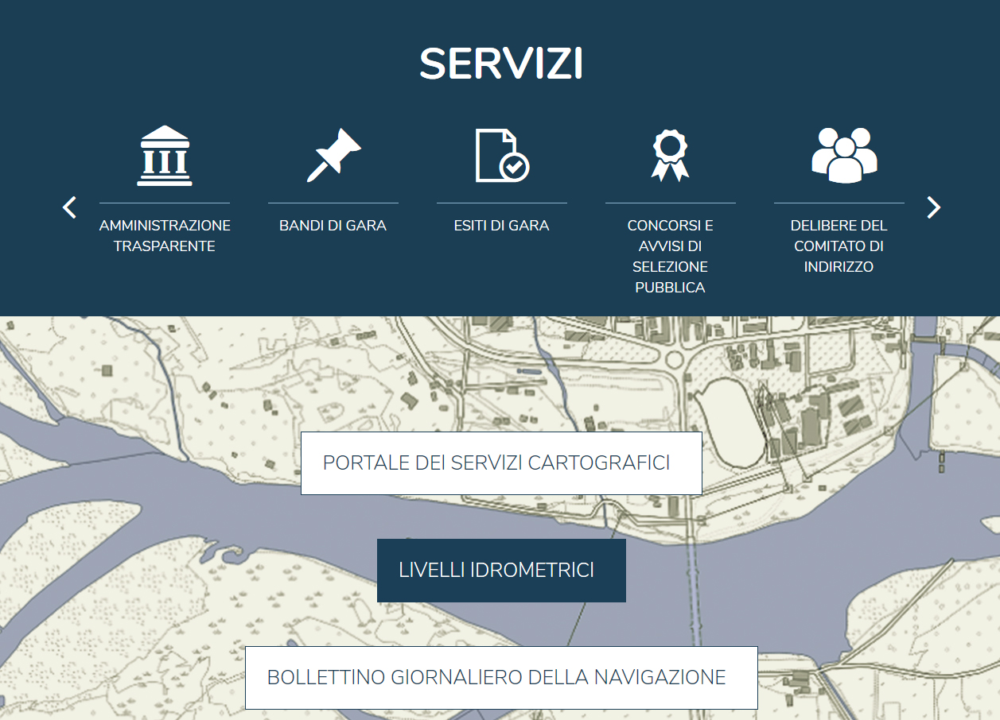 SERVIZI
AMMINISTRAZIONE
TRASPARENTE
BANDI DI GARA
ESITI DI GARA
CONCORSI E
AVVISI DI
SELEZIONE
PUBBLICA
DELIBERE DEL
COMITATO DI
INDIRIZZO
PORTALE DEI SERVIZI CARTOGRAFICI
LIVELLI IDROMETRICI
BOLLETTINO GIORNALIERO DELLA NAVIGAZIONE